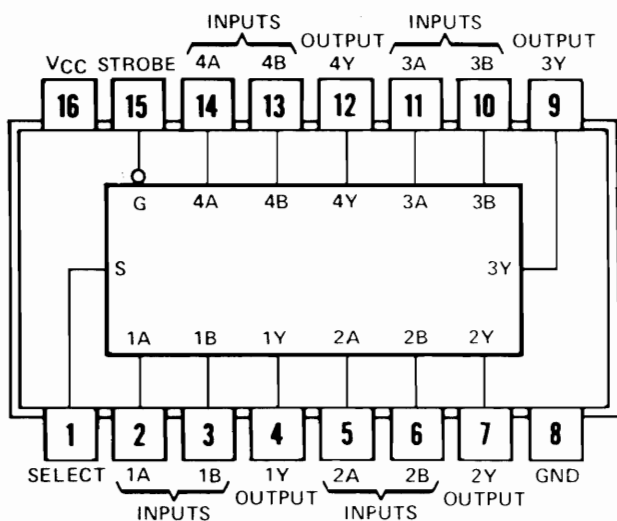 INPUTS INPUTS
OUTPUT OUTPUT
VCC STROBE 4A 4B 4Y 3A 3B 3Y
16 15 14 13 12 11 10 9
G 4A 4B 4Y 3A 3B
S 3Y
1A 1B 1Y 2A 2B 2Y
1 2 3 4 5 6 7 8
SELECT 1A 1B 1Y 2A 2B 2Y GND
OUTPUT OUTPUT
INPUTS INPUTS